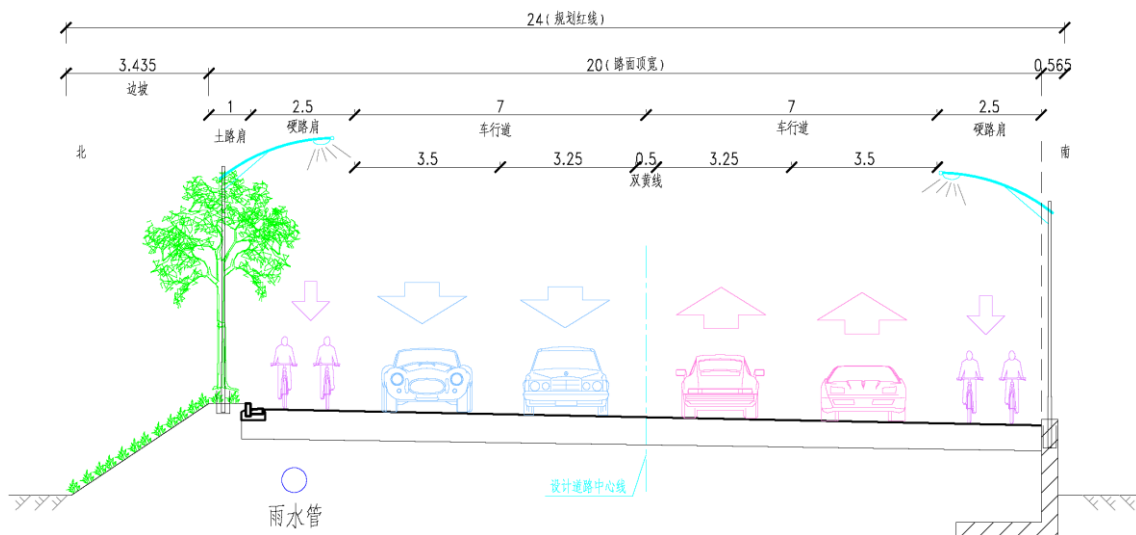 24(规划红线)
3.435
20(路面顶宽)
0.565
边坡
1
2.5
7
7
2.5
土路肩
硬路肩
车行道
车行道
硬路肩
北
南
3.5
3.25
0.5
3.25
3.5
双黄线
设计道路中心线
雨水管